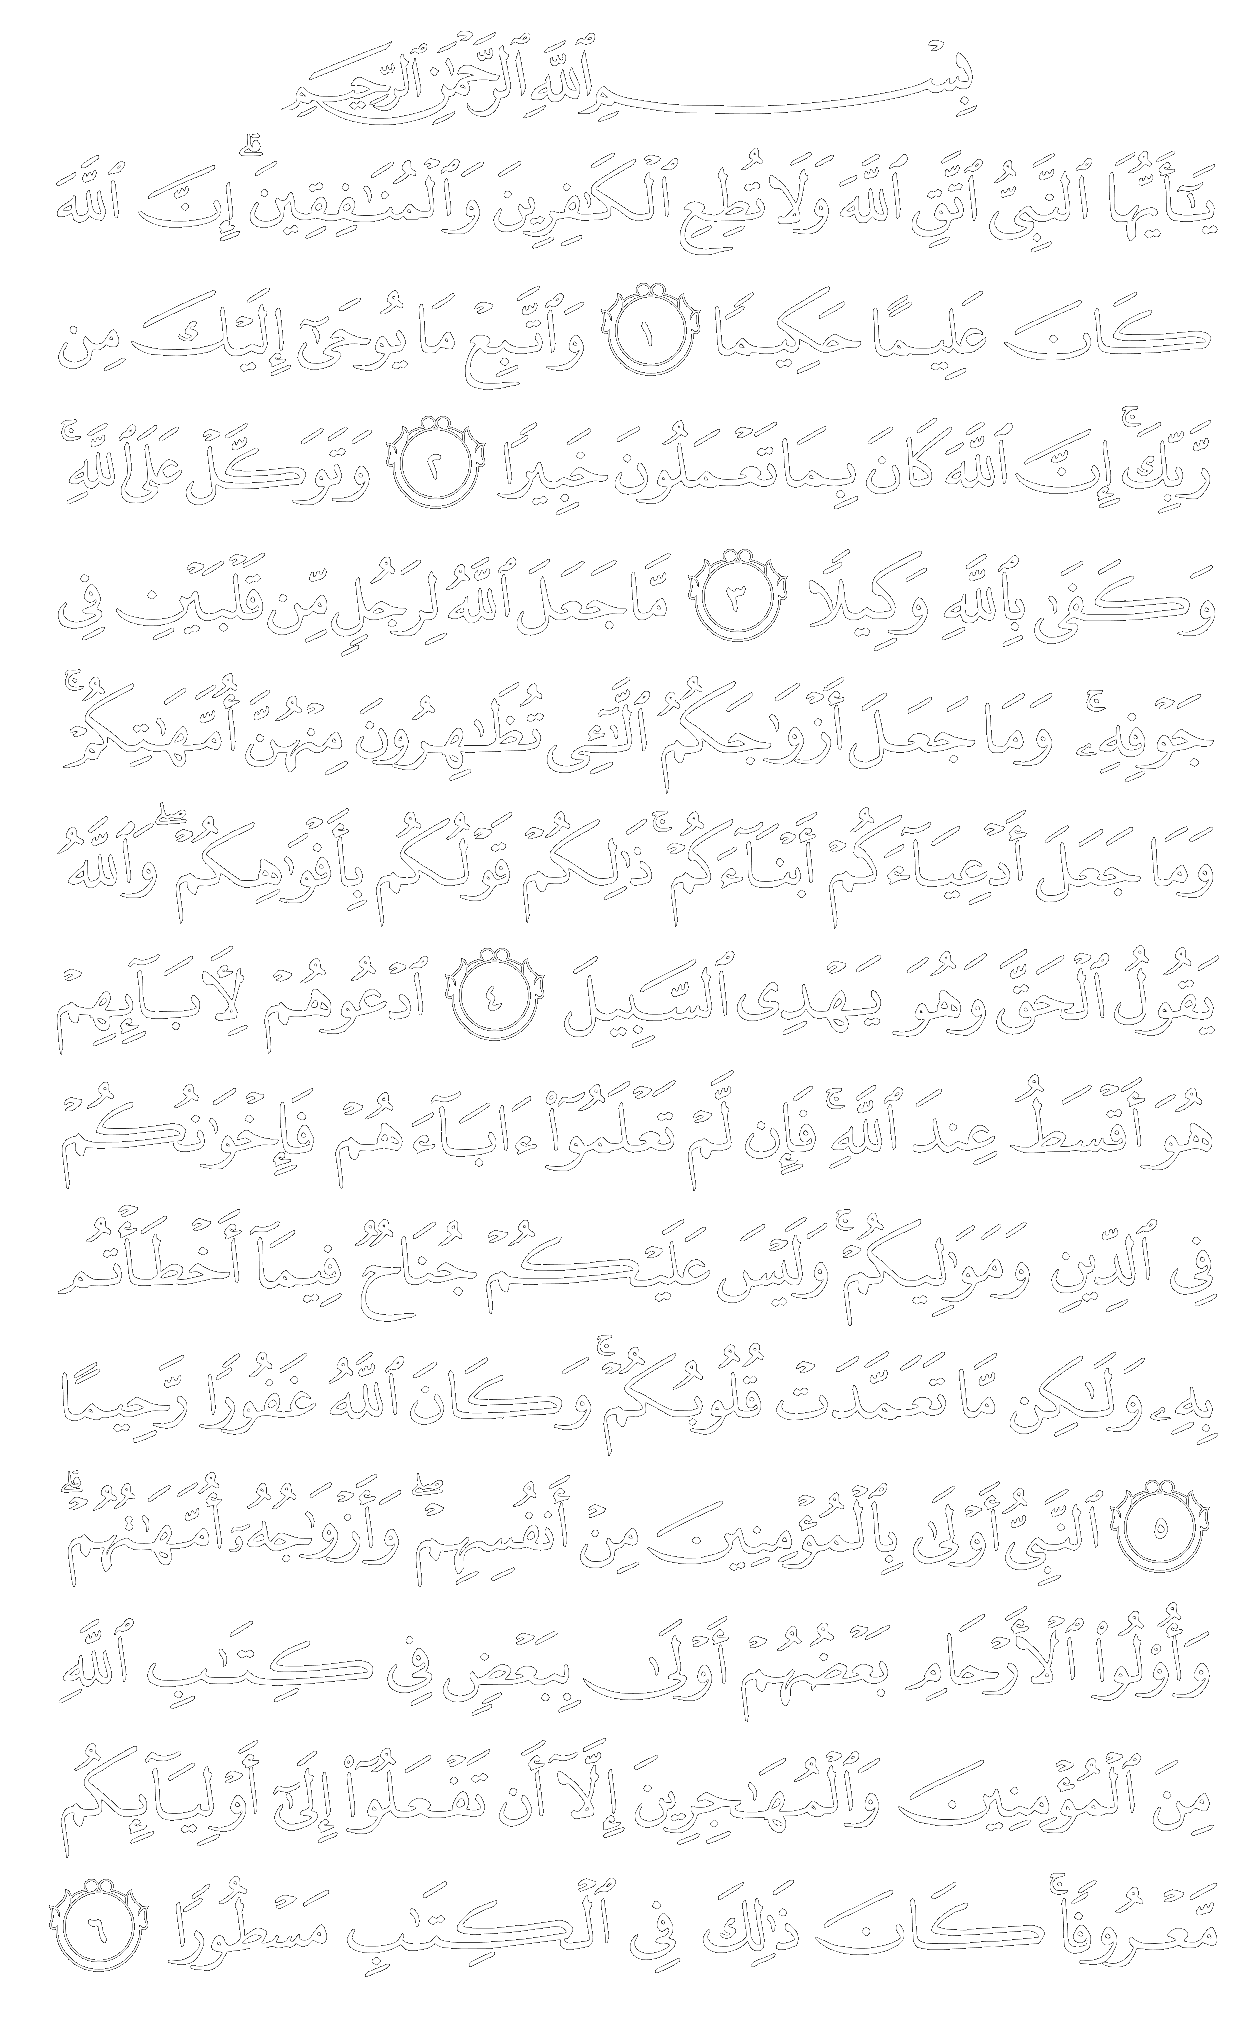 بِسْمِ ٱللَّهِ ٱلرَّحْمَٰنِ ٱلرَّحِيمِ
يَـٰٓأَيُّهَا ٱلنَّبِىُّ ٱتَّقِ ٱللَّهَ وَلَا تُطِعِ ٱلْكَـٰفِرِينَ وَٱلْمُنَـٰفِقِينَ ۗ إِنَّ ٱللَّهَ
كَانَ عَلِيمًا حَكِيمًا ١ وَٱتَّبِعْ مَا يُوحَىٰٓ إِلَيْكَ مِن
رَّبِّكَ ۚ إِنَّ ٱللَّهَ كَانَ بِمَا تَعْمَلُونَ خَبِيرًا ٢ وَتَوَكَّلْ عَلَى ٱللَّهِ ۚ
وَكَفَىٰ بِٱللَّهِ وَكِيلًا ٣ مَّا جَعَلَ ٱللَّهُ لِرَجُلٍ مِّن قَلْبَيْنِ فِى
جَوْفِهِۦ ۚ وَمَا جَعَلَ أَزْوَٰجَكُمُ ٱلَّـٰٓـِٔى تُظَـٰهِرُونَ مِنْهُنَّ أُمَّهَـٰتِكُمْ ۚ
وَمَا جَعَلَ أَدْعِيَآءَكُمْ أَبْنَآءَكُمْ ۚ ذَٰلِكُمْ قَوْلُكُم بِأَفْوَٰهِكُمْ ۖ وَٱللَّهُ
يَقُولُ ٱلْحَقَّ وَهُوَ يَهْدِى ٱلسَّبِيلَ ٤ ٱدْعُوهُمْ لِـَٔابَآئِهِمْ
هُوَ أَقْسَطُ عِندَ ٱللَّهِ ۚ فَإِن لَّمْ تَعْلَمُوٓا۟ ءَابَآءَهُمْ فَإِخْوَٰنُكُمْ
فِى ٱلدِّينِ وَمَوَٰلِيكُمْ ۚ وَلَيْسَ عَلَيْكُمْ جُنَاحٌ فِيمَآ أَخْطَأْتُم
بِهِۦ وَلَـٰكِن مَّا تَعَمَّدَتْ قُلُوبُكُمْ ۚ وَكَانَ ٱللَّهُ غَفُورًا رَّحِيمًا
٥ ٱلنَّبِىُّ أَوْلَىٰ بِٱلْمُؤْمِنِينَ مِنْ أَنفُسِهِمْ ۖ وَأَزْوَٰجُهُۥٓ أُمَّهَـٰتُهُمْ ۗ
وَأُو۟لُوا۟ ٱلْأَرْحَامِ بَعْضُهُمْ أَوْلَىٰ بِبَعْضٍ فِى كِتَـٰبِ ٱللَّهِ
مِنَ ٱلْمُؤْمِنِينَ وَٱلْمُهَـٰجِرِينَ إِلَّآ أَن تَفْعَلُوٓا۟ إِلَىٰٓ أَوْلِيَآئِكُم
مَّعْرُوفًا ۚ كَانَ ذَٰلِكَ فِى ٱلْكِتَـٰبِ مَسْطُورًا ٦